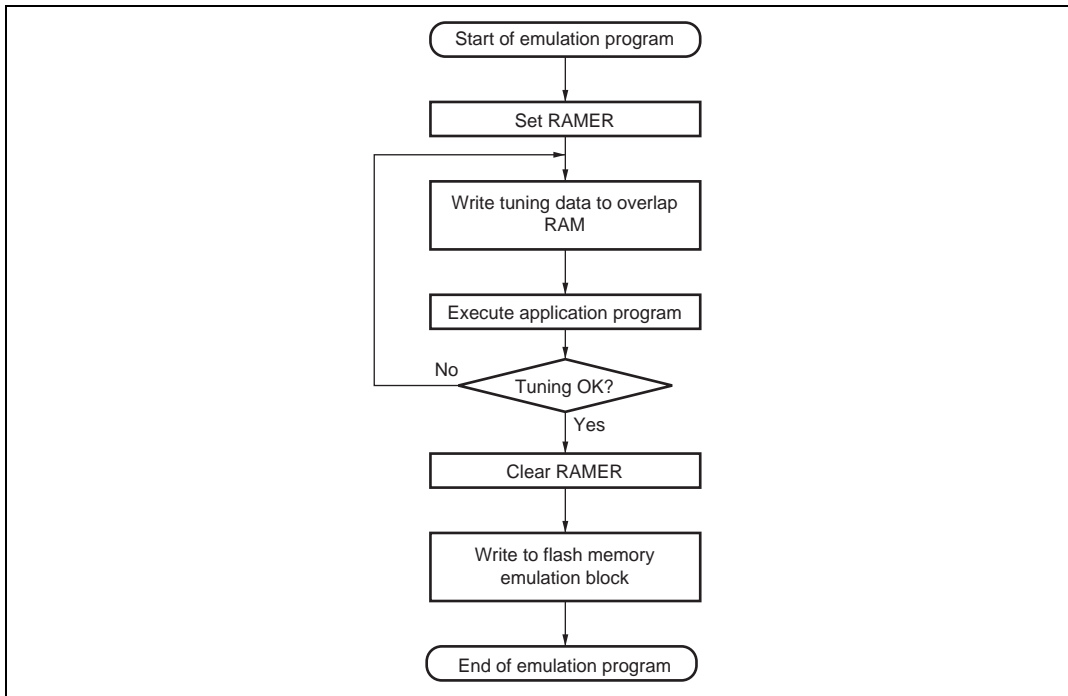 Start of emulation program
Set RAMER
Write tuning data to overlap
RAM
Execute application program
No
Tuning OK?
Yes
Clear RAMER
Write to flash memory
emulation block
End of emulation program